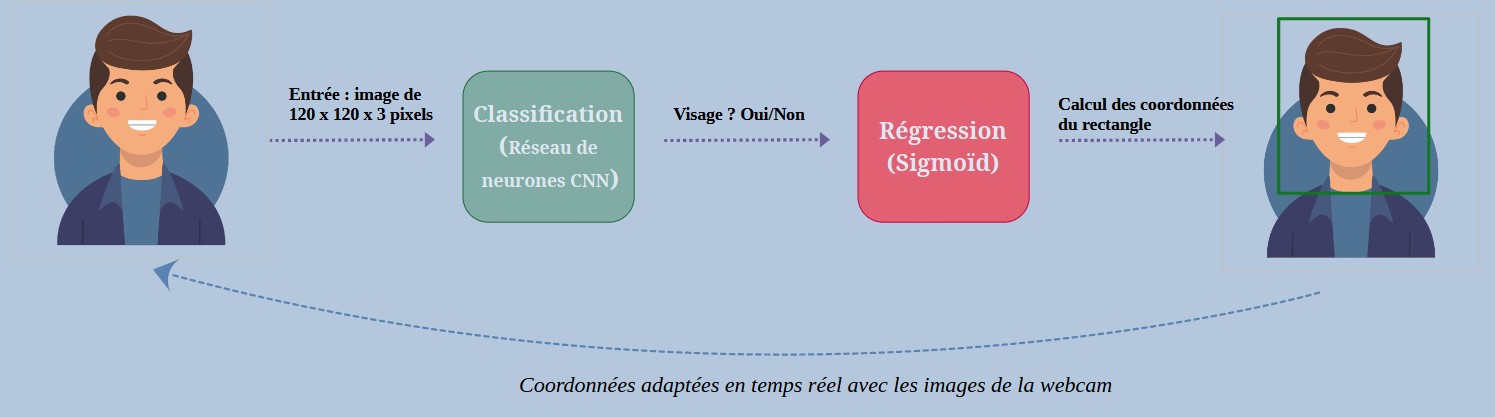 Entrée : image de
120 x 120 x 3 pixels
Classification
(Réseau de
neurones CNN)
Visage ? Oui/Non
Régression
(Sigmoïd)
Calcul des coordonnées
du rectangle
Coordonnées adaptées en temps réel avec les images de la webcam